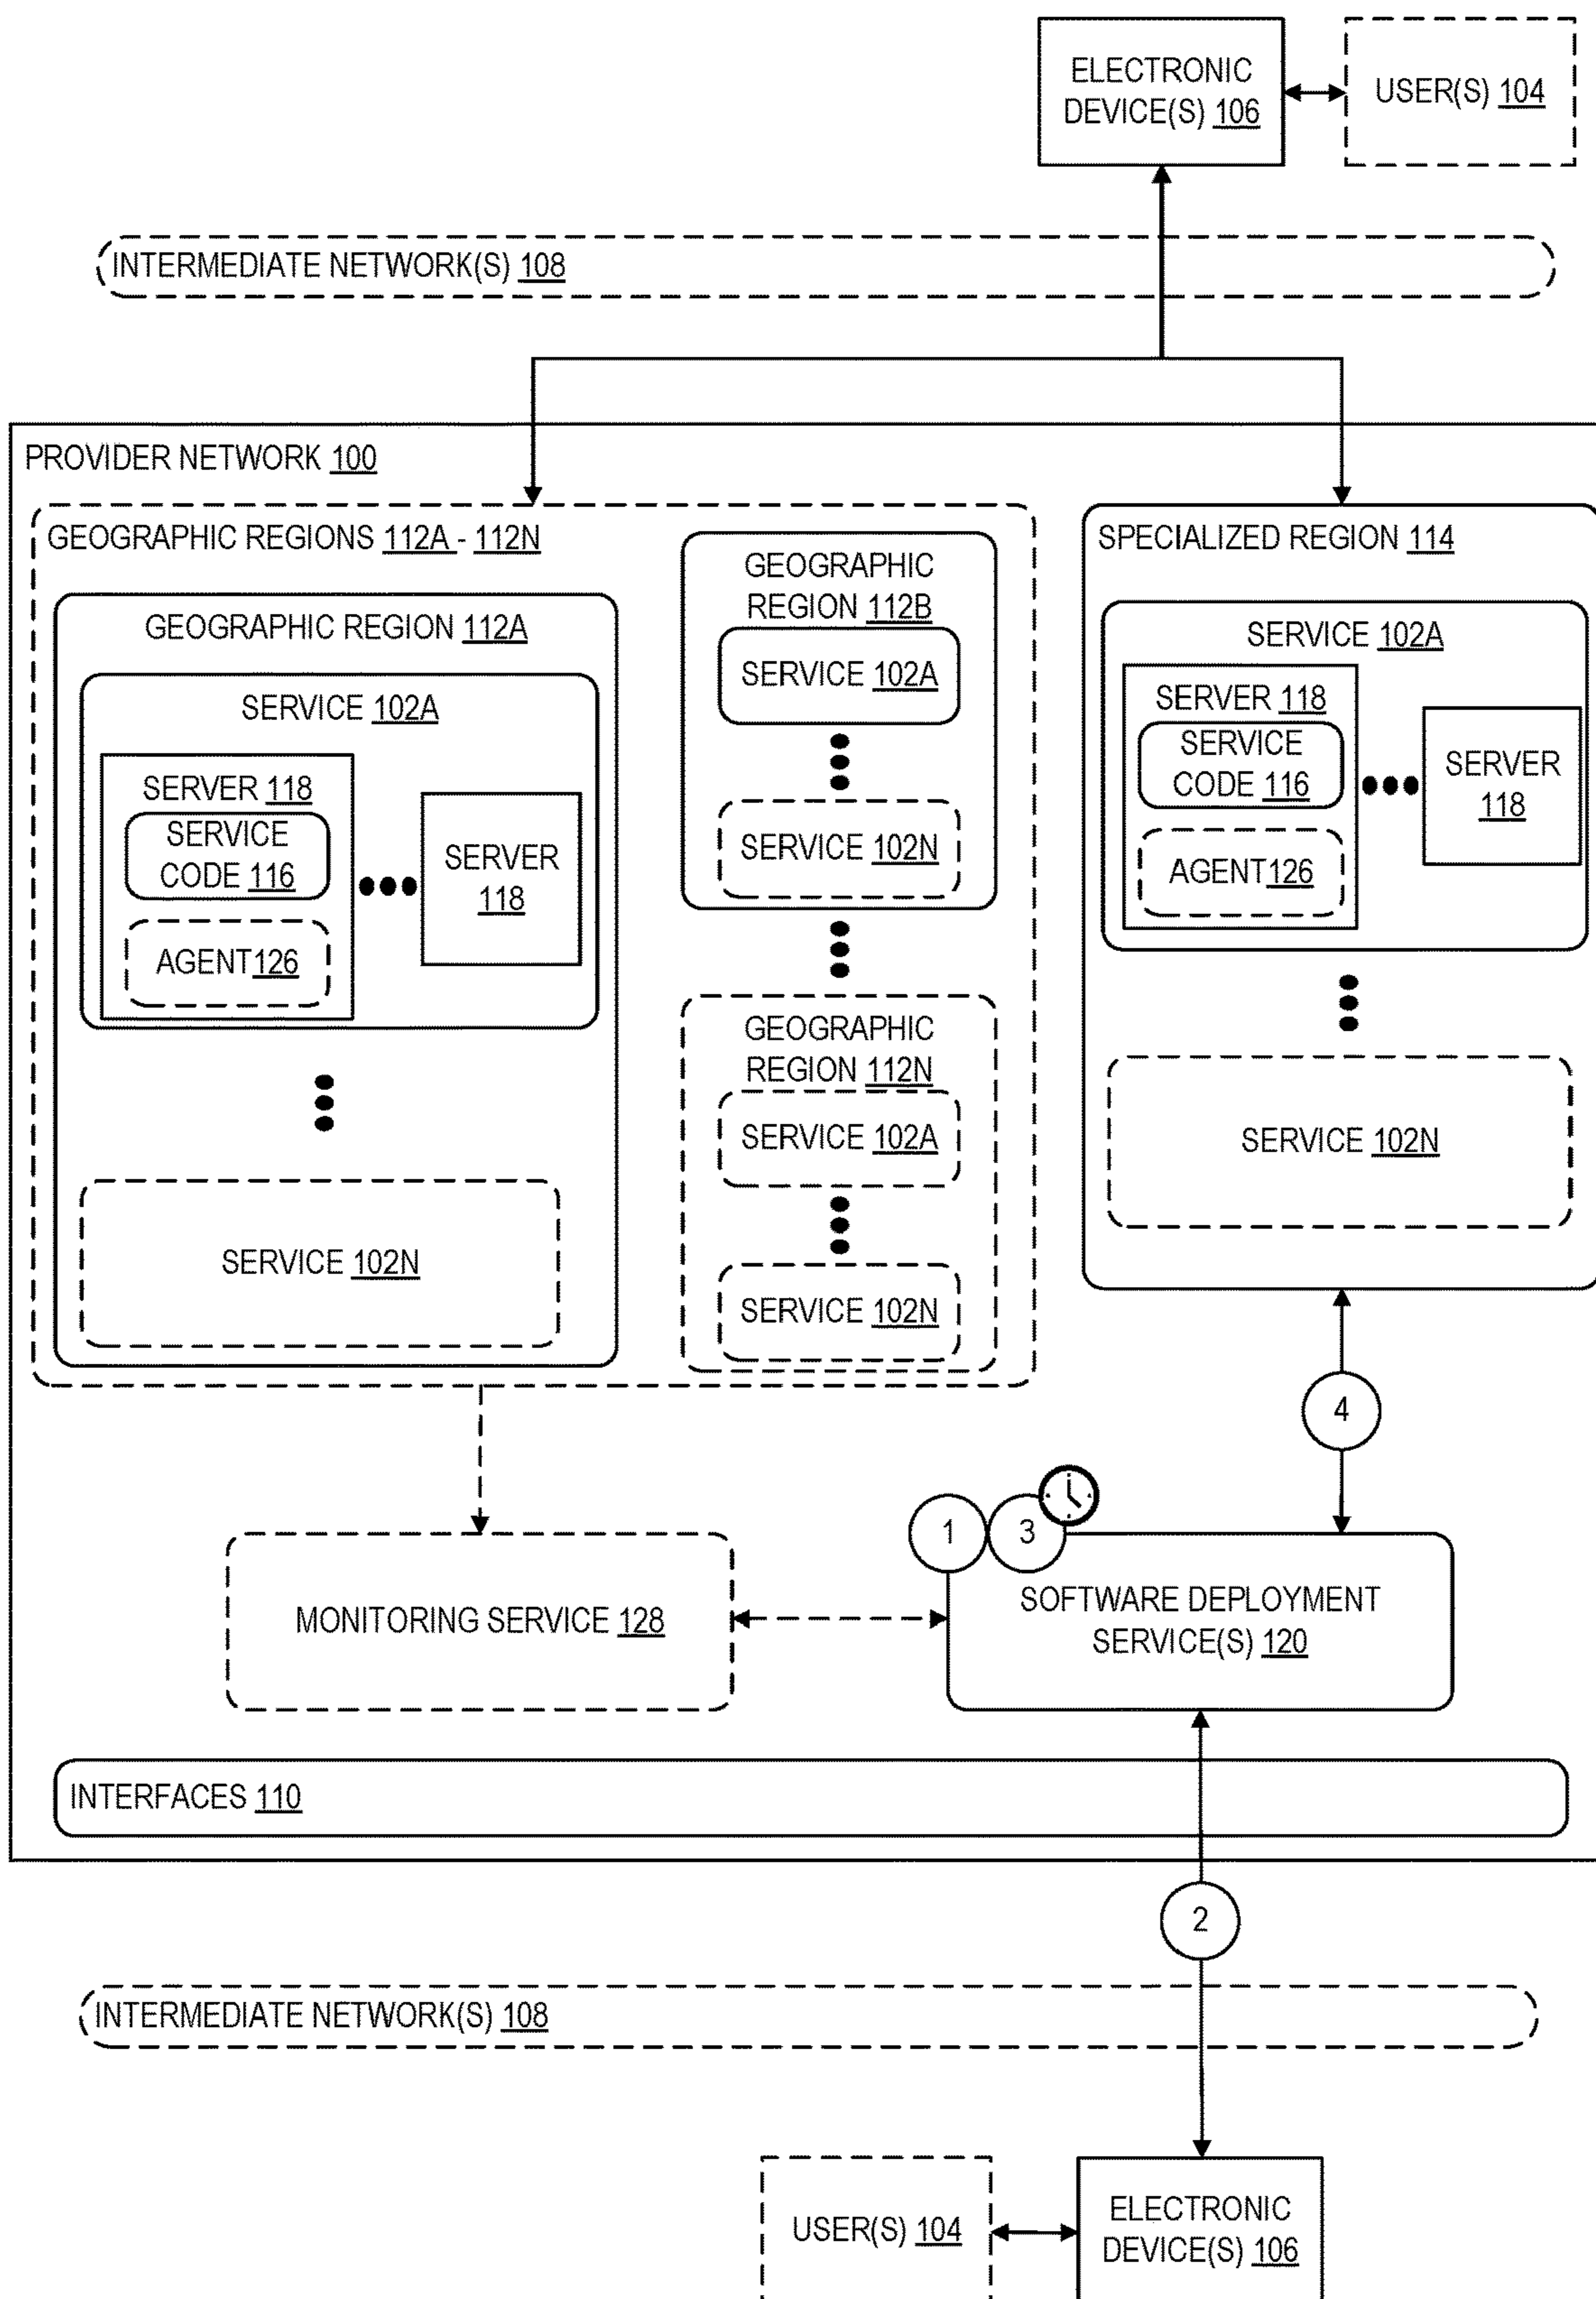 ELECTRONIC
DEVICE(S) 106
USER(S) 104
INTERMEDIATE NETWORK(S) 108
PROVIDER NETWORK 100
GEOGRAPHIC REGIONS 112A - 112N
GEOGRAPHIC REGION 112A
SERVICE 102A
SERVER 118
SERVICE
CODE 116
AGENT126
SERVER
118
SERVICE 102N
GEOGRAPHIC
REGION 112B
SERVICE 102A
SERVICE 102N
GEOGRAPHIC
REGION 112N
SERVICE 102A
SERVICE 102N
SPECIALIZED REGION 114
SERVICE 102A
SERVER 118
SERVICE
CODE 116
AGENT126
SERVER
118
SERVICE 102N
4
1
3
MONITORING SERVICE 128
SOFTWARE DEPLOYMENT
SERVICE(S) 120
INTERFACES 110
2
INTERMEDIATE NETWORK(S) 108
USER(S) 104
ELECTRONIC
DEVICE(S) 106